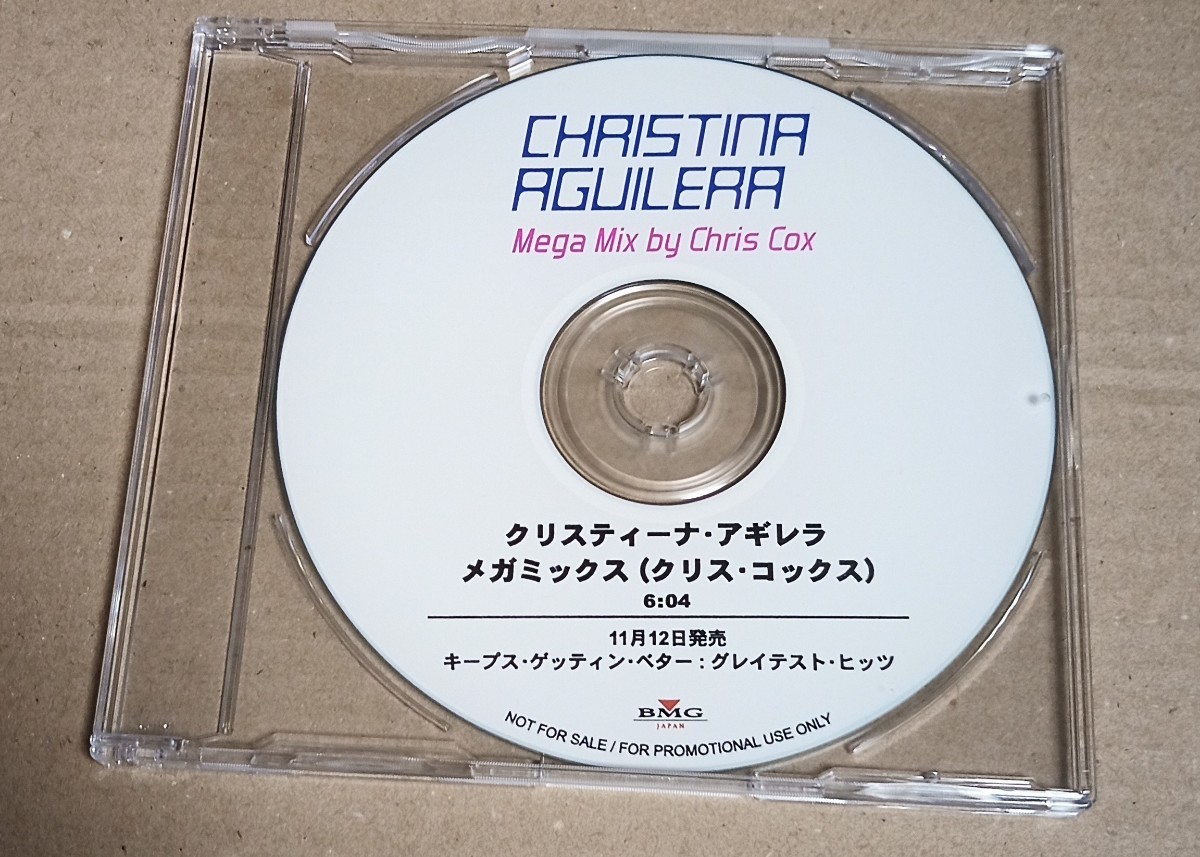 CHRISTINA
AGUILERA
Mega Mix by Chris Cox
クリスティーナ・アギレラ
メガミックス（クリス・コックス）
6:04
11月12日発売
キープス・ゲッティン・ベター：グレイテスト・ヒッツ
BMG
JAPAN
NOT FOR SALE / FOR PROMOTIONAL USE ONLY